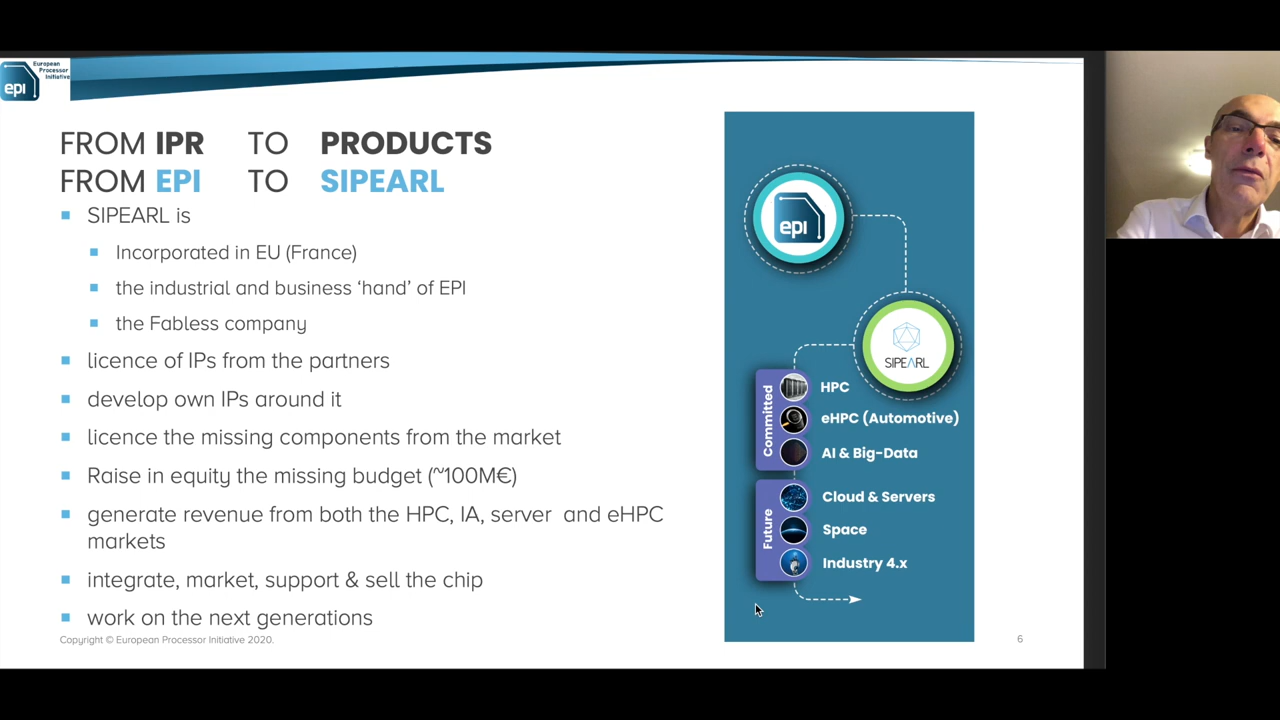 European
Processor
Initiative
epi
FROM IPR TO PRODUCTS
FROM EPI TO SIPEARL
SIPEARL is
Incorporated in EU (France)
the industrial and business ‘hand’ of EPI
the Fabless company
licence of IPs from the partners
develop own IPs around it
licence the missing components from the market
Raise in equity the missing budget (~100M€)
generate revenue from both the HPC, IA, server and eHPC
markets
integrate, market, support & sell the chip
work on the next generations
Copyright © European Processor Initiative 2020.
epi
SIPEARL
Committed
HPC
eHPC (Automotive)
AI & Big-Data
Future
Cloud & Servers
Space
Industry 4.x
6